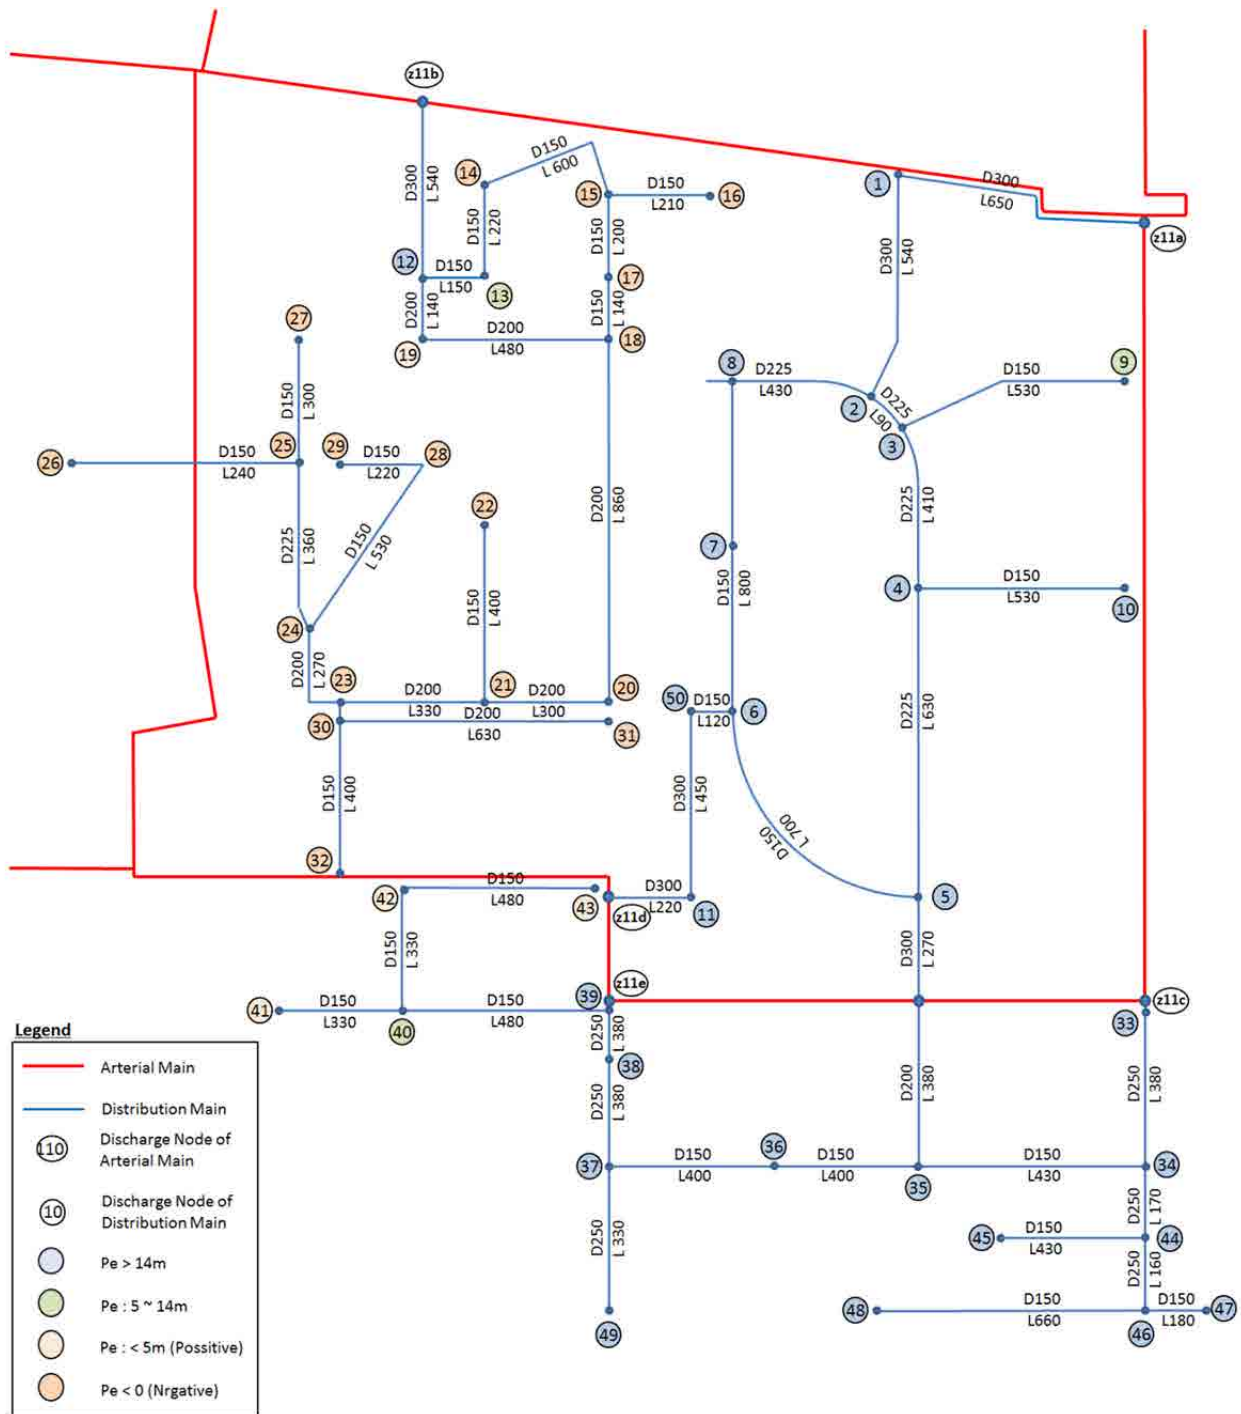 z11b
D300
L 540
14
D150
L 600
15
D150
L210
16
D150
L 220
D150
L 200
1
D300
L650
z11a
12
D150
L150
13
17
D300
L 540
D200
L 140
D150
L 140
27
19
D200
L480
18
8
D225
L430
2
D225
L90
3
D150
L530
9
D150
L 300
25
29
D150
L220
28
26
D150
L240
22
D200
L 860
D225
L 410
D225
L 360
D150
L 530
7
D150
L 800
4
D150
L530
10
D150
L 400
24
D200
L 270
23
D200
L330
21
D200
L300
20
50
D150
L120
6
D225
L 630
30
D200
L630
31
D150
L 400
D300
L 450
L 700
D150
32
42
D150
L480
43
D300
L220
z11d
11
5
D150
L 330
D300
L 270
z11e
41
D150
L330
40
D150
L480
39
z11c
33
D250
L 380
38
D250
L 380
D200
L 380
D250
L 380
37
D150
L400
36
D150
L400
35
D150
L430
34
D250
L 170
D250
L 330
45
D150
L430
44
D250
L 160
49
48
D150
L660
46
D150
L180
47
Legend
Arterial Main
Distribution Main
110
Discharge Node of
Arterial Main
10
Discharge Node of
Distribution Main
Pe > 14m
Pe : 5 ~ 14m
Pe : < 5m (Possitive)
Pe < 0 (Nrgative)